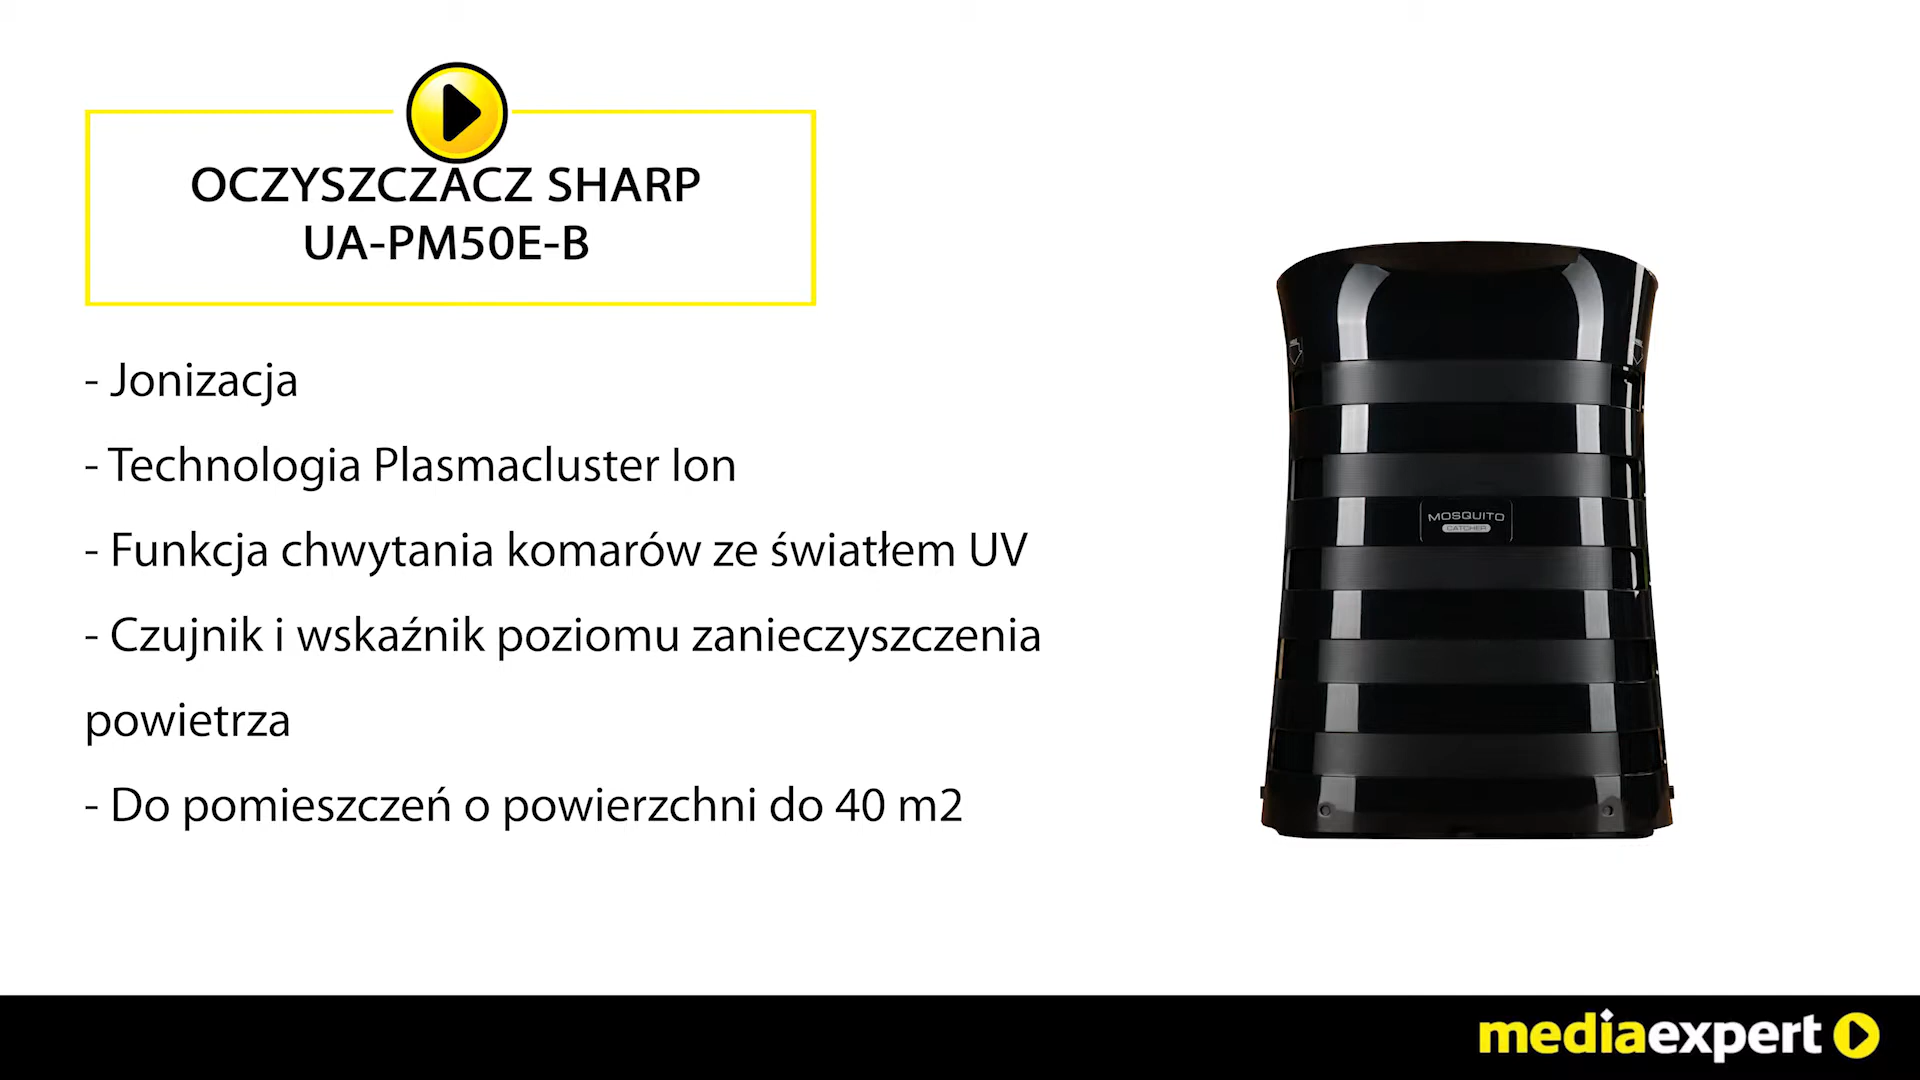 OCZYSZCZACZ SHARP
UA-PM50E-B
- Jonizacja
- Technologia Plasmacluster Ion
- Funkcja chwytania komarów ze światłem UV
- Czujnik i wskaźnik poziomu zanieczyszczenia
powietrza
- Do pomieszczeń o powierzchni do 40 m2
MOSQUITO
CATCHER
mediaexpert